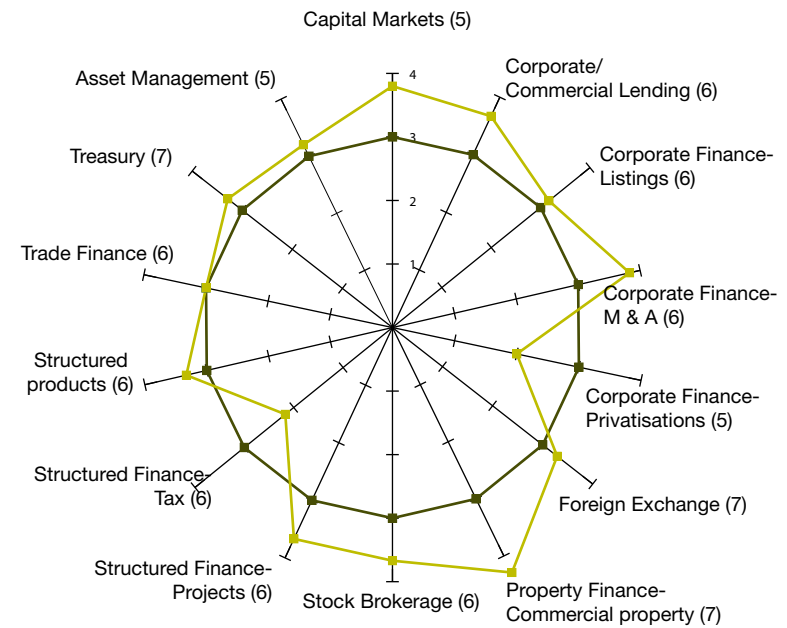 Capital Markets (5)
Corporate/
Commercial Lending (6)
Corporate Finance-
Listings (6)
Corporate Finance-
M & A (6)
Corporate Finance-
Privatisations (5)
Foreign Exchange (7)
Property Finance-
Commercial property (7)
Stock Brokerage (6)
Structured Finance-
Projects (6)
Structured Finance-
Tax (6)
Structured
products (6)
Trade Finance (6)
Treasury (7)
Asset Management (5)
4
3
2
1